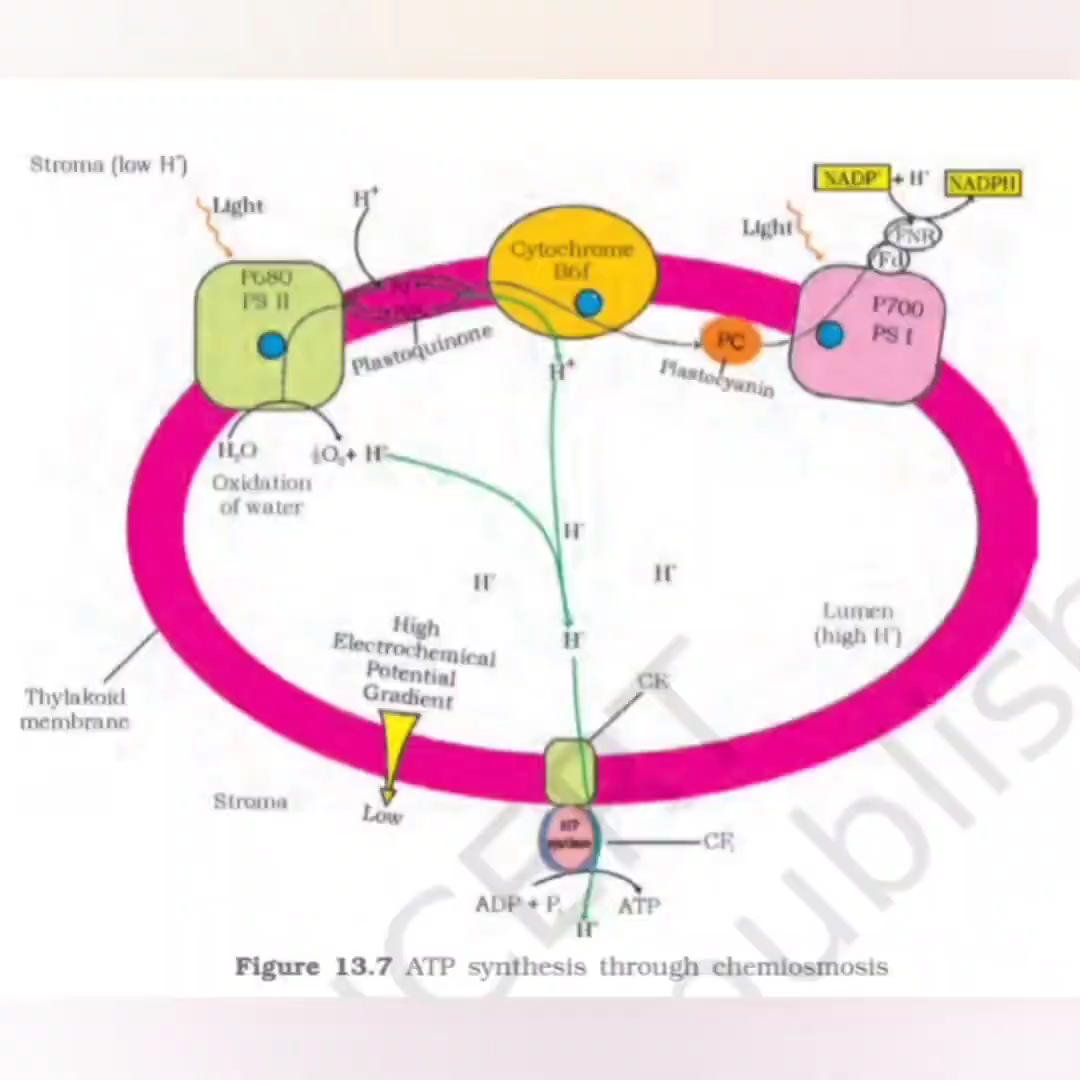 Stroma (low H⁺)
Light
H⁺
P680
PS II
Cytochrome
B6f
Light
NADP⁺ + H⁺
NADPH
FNR
Fd
P700
PS I
Plastoquinone
PC
Plastocyanin
H⁺
H₂O
½O₂+ H⁺
Oxidation
of water
H⁺
H⁺
H⁺
H⁺
Lumen
(high H⁺)
High
Electrochemical
Potential
Gradient
Thylakoid
membrane
Stroma
Low
CF₀
ATP
synthase
CF₁
ADP + Pᵢ
ATP
H⁺
Figure 13.7 ATP synthesis through chemiosmosis